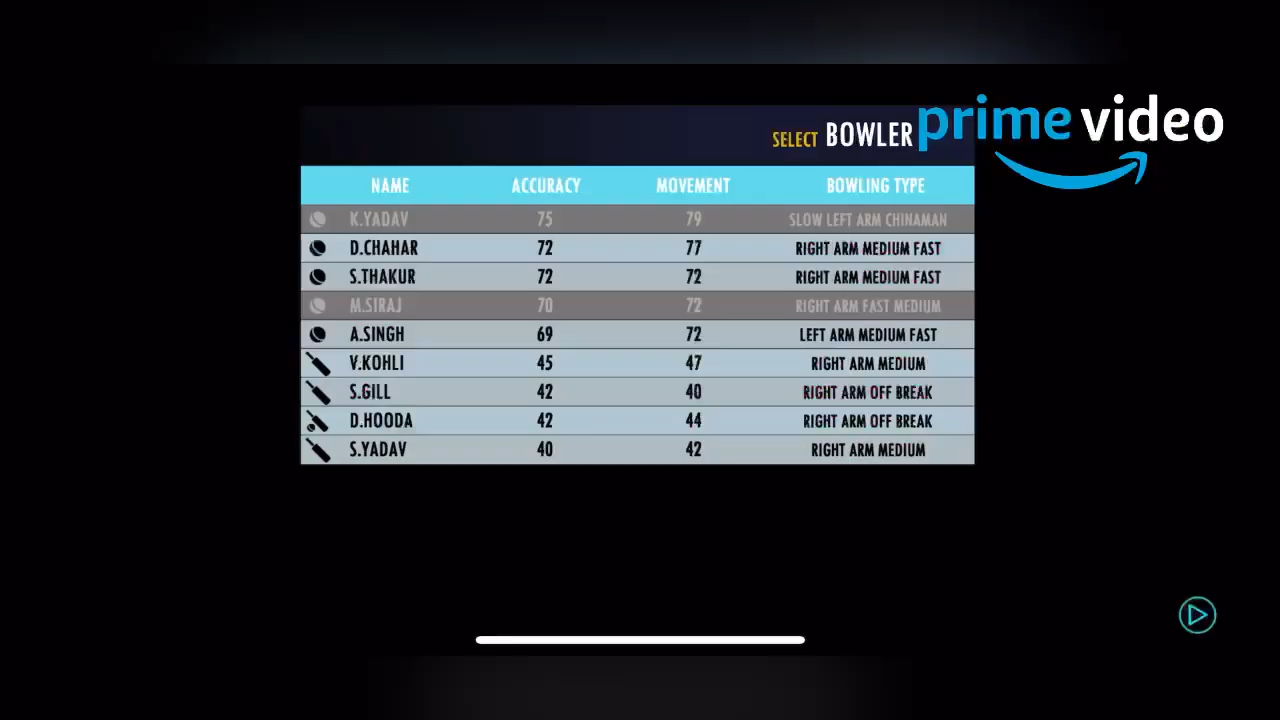 SELECT BOWLER
prime video
NAME ACCURACY MOVEMENT BOWLING TYPE
K.YADAV 75 79 SLOW LEFT ARM CHINAMAN
D.CHAHAR 72 77 RIGHT ARM MEDIUM FAST
S.THAKUR 72 72 RIGHT ARM MEDIUM FAST
M.SIRAJ 70 72 RIGHT ARM FAST MEDIUM
A.SINGH 69 72 LEFT ARM MEDIUM FAST
V.KOHLI 45 47 RIGHT ARM MEDIUM
S.GILL 42 40 RIGHT ARM OFF BREAK
D.HOODA 42 44 RIGHT ARM OFF BREAK
S.YADAV 40 42 RIGHT ARM MEDIUM